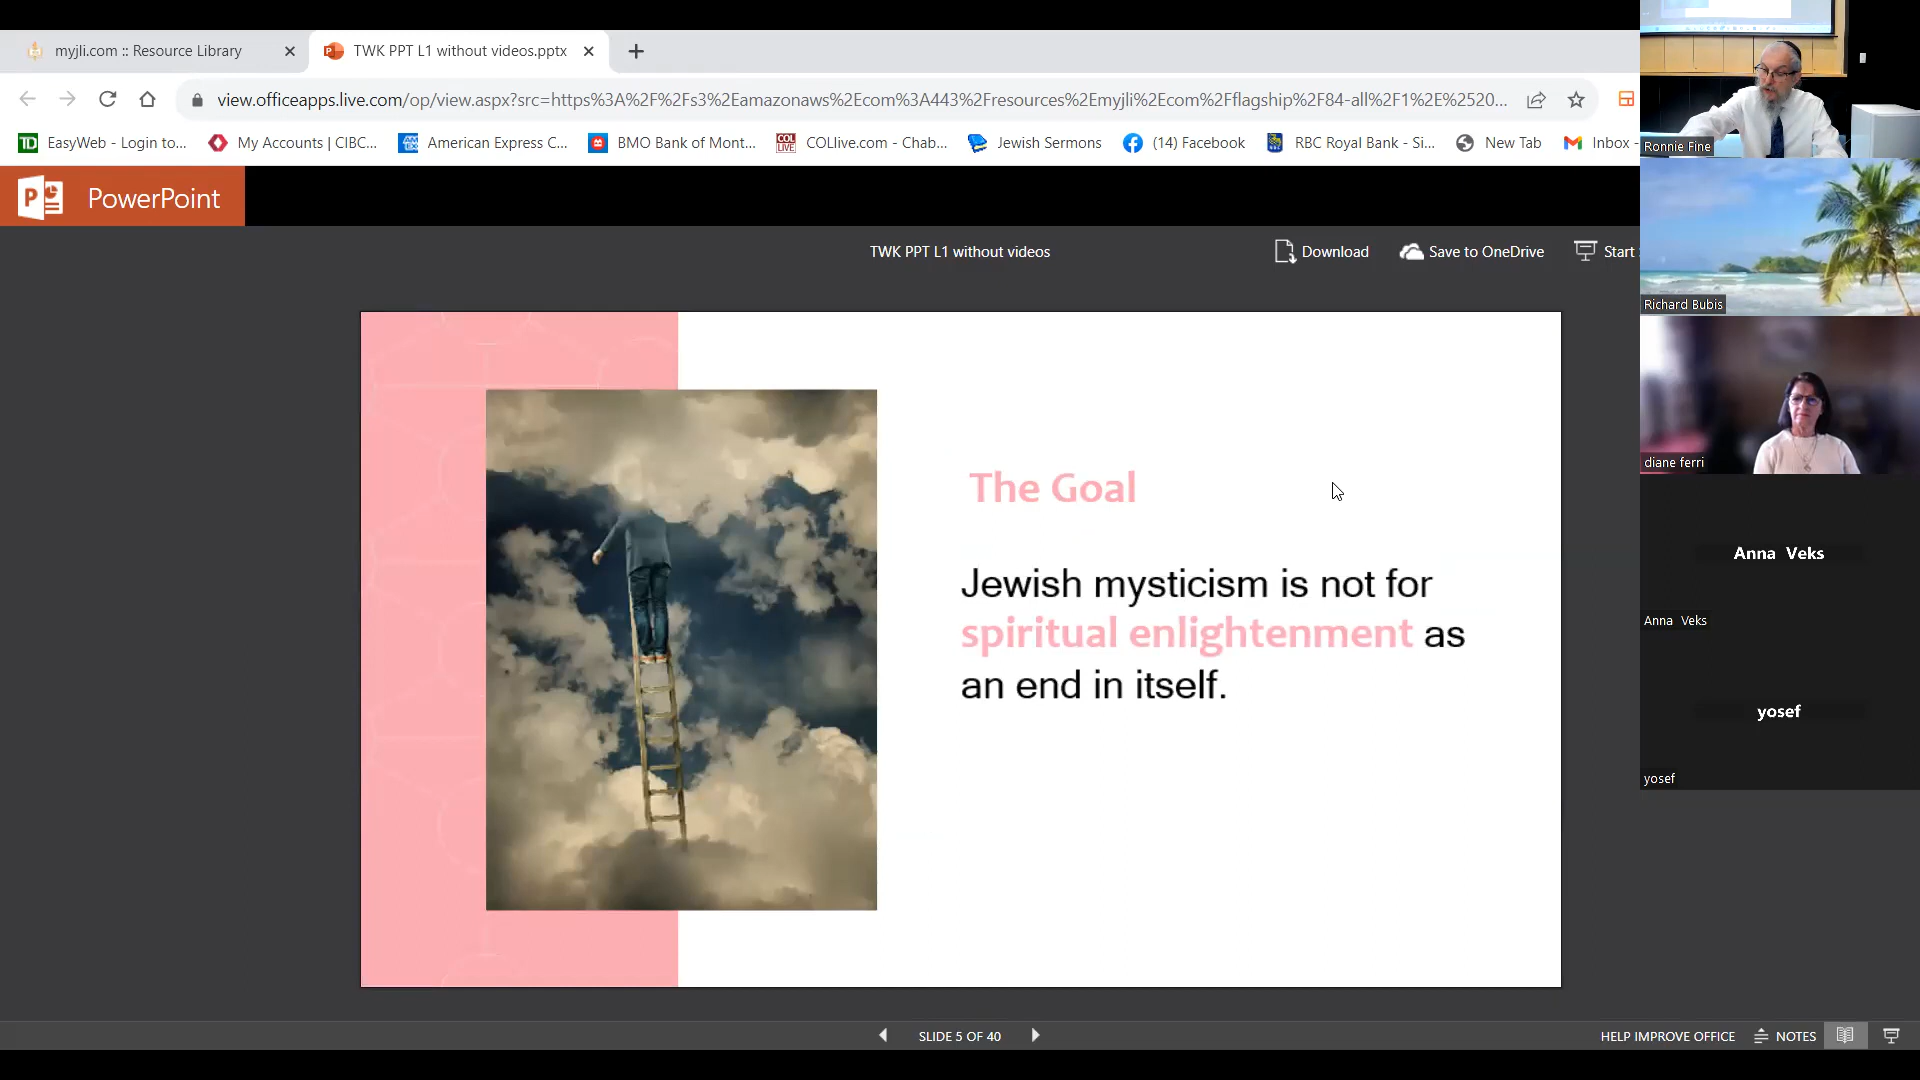 myjli.com :: Resource Library
TWK PPT L1 without videos.pptx
view.officeapps.live.com/op/view.aspx?src=https%3A%2F%2Fs3%2Eamazonaws%2Ecom%3A443%2Fresources%2Emyjli%2Ecom%2Fflagship%2F84-all%2F1%2E%2520...
TD EasyWeb - Login to...
My Accounts | CIBC...
American Express C...
BMO Bank of Mont...
COL LIVE COLlive.com - Chab...
Jewish Sermons
(14) Facebook
RBC Royal Bank - Si...
New Tab
Inbox -
PowerPoint
TWK PPT L1 without videos
Download
Save to OneDrive
Start
The Goal
Jewish mysticism is not for
spiritual enlightenment as
an end in itself.
SLIDE 5 OF 40
HELP IMPROVE OFFICE
NOTES
Ronnie Fine
Richard Bubis
diane ferri
Anna Veks
Anna Veks
yosef
yosef